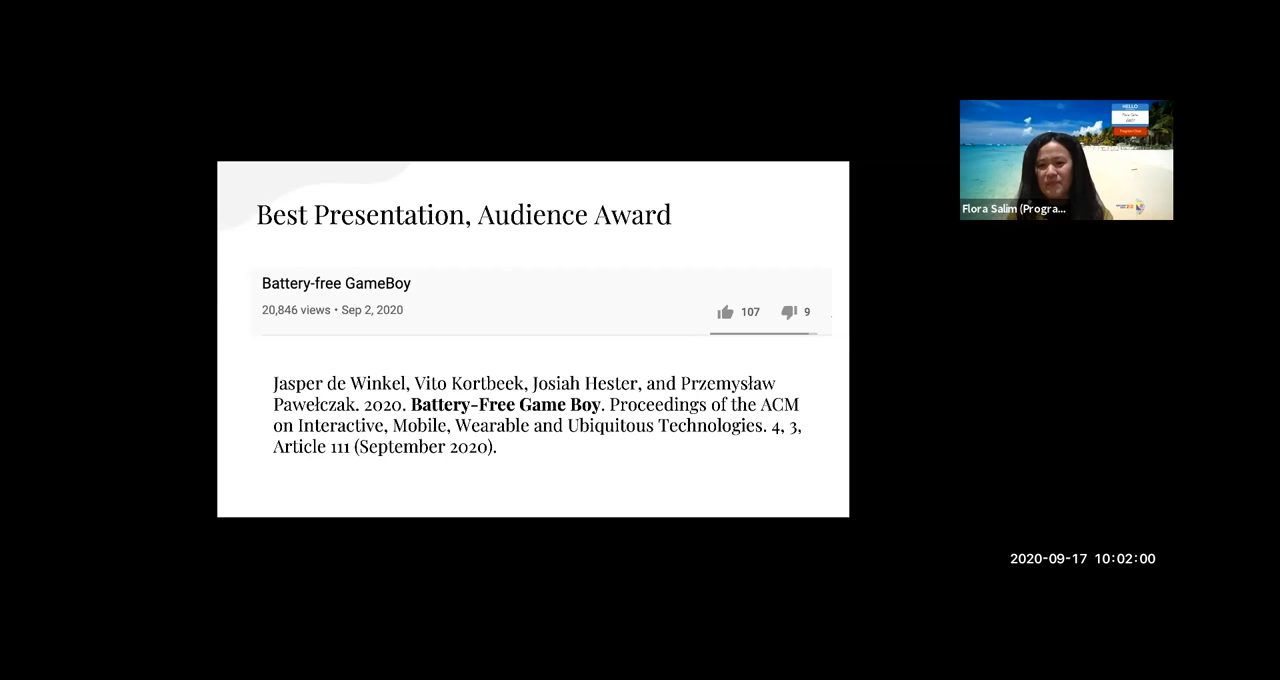 Best Presentation, Audience Award
Battery-free GameBoy
20,846 views • Sep 2, 2020
107
9
Jasper de Winkel, Vito Kortbeek, Josiah Hester, and Przemysław
Pawełczak. 2020. Battery-Free Game Boy. Proceedings of the ACM
on Interactive, Mobile, Wearable and Ubiquitous Technologies. 4, 3,
Article 111 (September 2020).
HELLO
Flora Salim (Progra...
2020-09-17 10:02:00